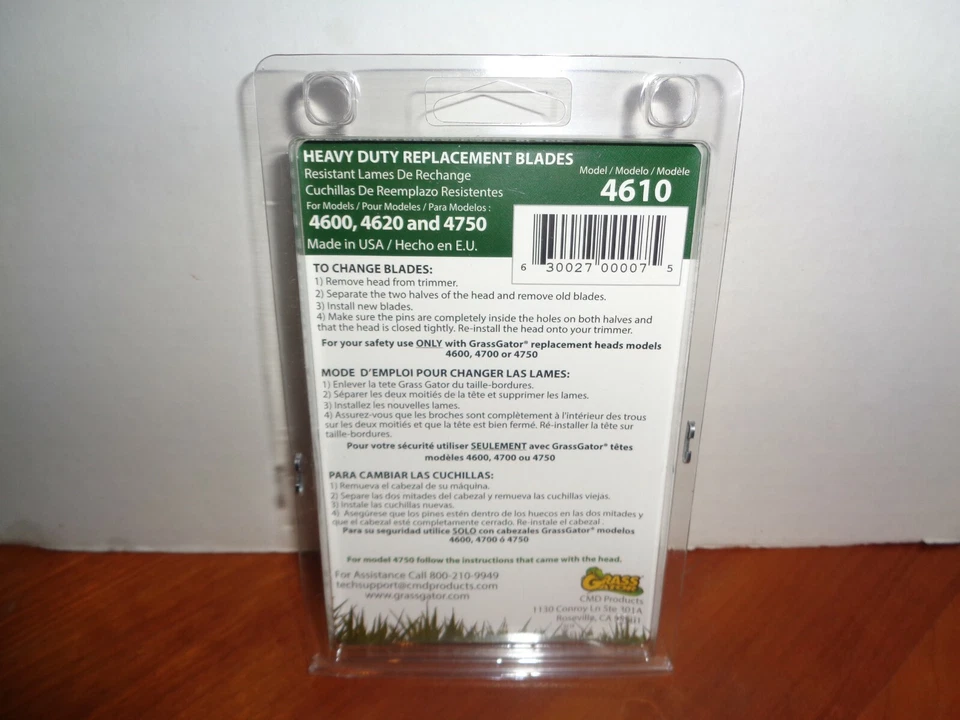 HEAVY DUTY REPLACEMENT BLADES
Resistant Lames De Rechange
Cuchillas De Reemplazo Resistentes
For Models / Pour Modeles / Para Modelos :
4600, 4620 and 4750
Made in USA / Hecho en E.U.
Model / Modelo / Modèle
4610
6 30027 00007 5
TO CHANGE BLADES:
1) Remove head from trimmer.
2) Separate the two halves of the head and remove old blades.
3) Install new blades.
4) Make sure the pins are completely inside the holes on both halves and
that the head is closed tightly. Re-install the head onto your trimmer.
For your safety use ONLY with GrassGator® replacement heads models
4600, 4700 or 4750
MODE D'EMPLOI POUR CHANGER LAS LAMES:
1) Enlever la tete Grass Gator du taille-bordures.
2) Séparer les deux moitiés de la tête et supprimer les lames.
3) Installez les nouvelles lames.
4) Assurez-vous que les broches sont complètement à l'intérieur des trous
sur les deux moitiés et que la tête est bien fermé. Ré-installer la tête sur
taille-bordures.
Pour votre sécurité utiliser SEULEMENT avec GrassGator® têtes
modèles 4600, 4700 ou 4750
PARA CAMBIAR LAS CUCHILLAS:
1) Remueva el cabezal de su máquina.
2) Separe las dos mitades del cabezal y remueva las cuchillas viejas.
3) Instale las cuchillas nuevas.
4) Asegúrese que los pines estén dentro de los huecos en las dos mitades y
que el cabezal esté completamente cerrado. Re-instale el cabezal .
Para su seguridad utilice SOLO con cabezales GrassGator® modelos
4600, 4700 ó 4750
For model 4750 follow the instructions that came with the head.
For Assistance Call 800-210-9949
techsupport@cmdproducts.com
www.grassgator.com
GRASS
GATOR
CMD Products
1130 Conroy Ln Ste 301A
Roseville, CA